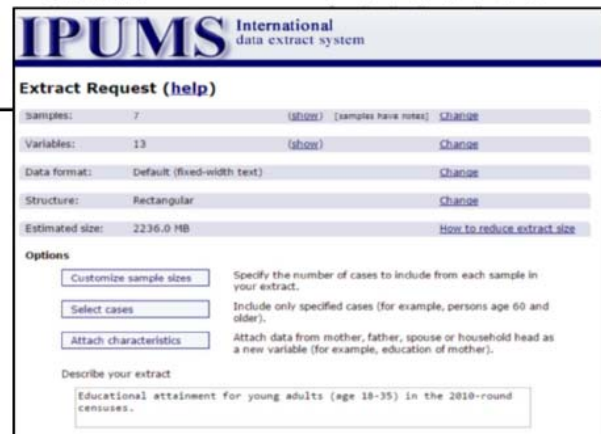 IPUMS International
data extract system
Extract Request (help)
Samples: 7 (show) [samples have notes] Change
Variables: 13 (show) Change
Data format: Default (fixed-width text) Change
Structure: Rectangular Change
Estimated size: 2236.0 MB How to reduce extract size
Options
Customize sample sizes Specify the number of cases to include from each sample in
your extract.
Select cases Include only specified cases (for example, persons age 60 and
older).
Attach characteristics Attach data from mother, father, spouse or household head as
a new variable (for example, education of mother).
Describe your extract
Educational attainment for young adults (age 18-35) in the 2010-round
censuses.